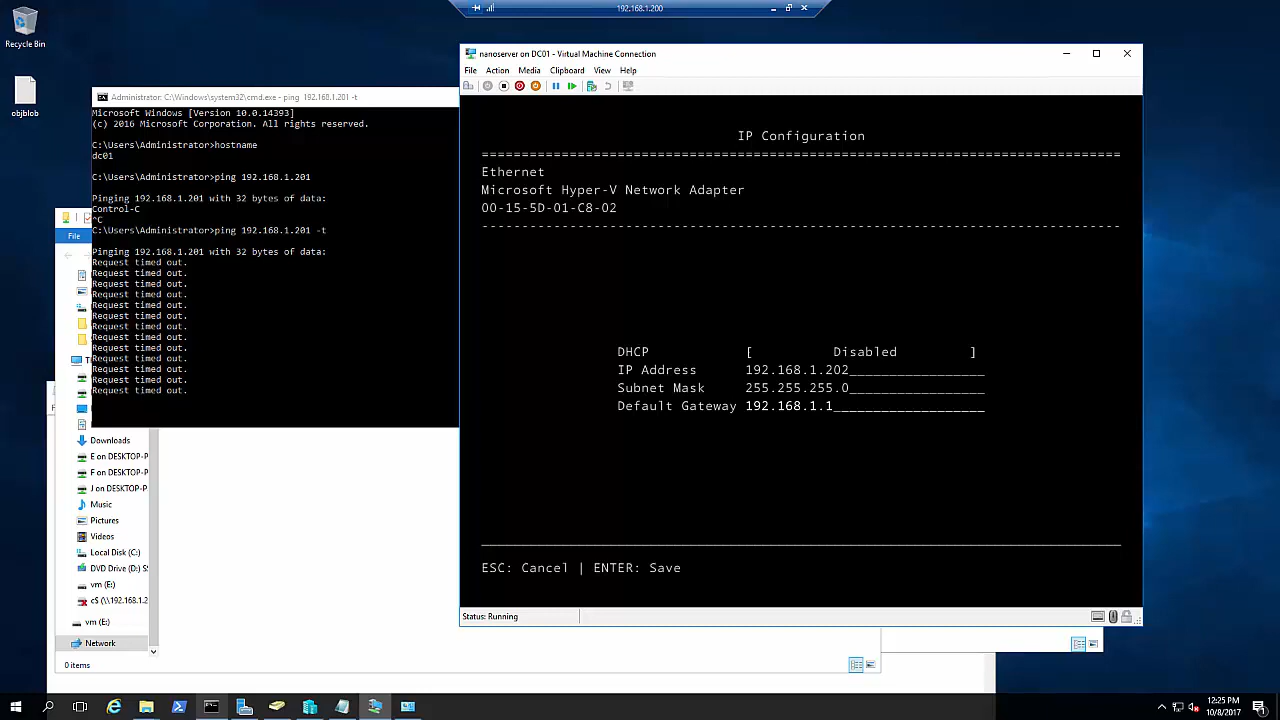 192.168.1.200
Recycle Bin
objblob
Administrator: C:\Windows\system32\cmd.exe - ping 192.168.1.201 -t
Microsoft Windows [Version 10.0.14393]
(c) 2016 Microsoft Corporation. All rights reserved.
C:\Users\Administrator>hostname
dc01
C:\Users\Administrator>ping 192.168.1.201
Pinging 192.168.1.201 with 32 bytes of data:
Control-C
^C
C:\Users\Administrator>ping 192.168.1.201 -t
Pinging 192.168.1.201 with 32 bytes of data:
Request timed out.
Request timed out.
Request timed out.
Request timed out.
Request timed out.
Request timed out.
Request timed out.
Request timed out.
Request timed out.
Request timed out.
Request timed out.
Request timed out.
Request timed out.
File
Downloads
E on DESKTOP-P
F on DESKTOP-P
J on DESKTOP-P
Music
Pictures
Videos
Local Disk (C:)
DVD Drive (D:) S
vm (E:)
c$ (\\192.168.1.2
vm (E:)
Network
0 items
nanoserver on DC01 - Virtual Machine Connection
File Action Media Clipboard View Help
IP Configuration
================================================================================
Ethernet
Microsoft Hyper-V Network Adapter
00-15-5D-01-C8-02
--------------------------------------------------------------------------------
DHCP [ Disabled ]
IP Address 192.168.1.202_________________
Subnet Mask 255.255.255.0_________________
Default Gateway 192.168.1.1___________________
ESC: Cancel | ENTER: Save
Status: Running
12:25 PM
10/8/2017